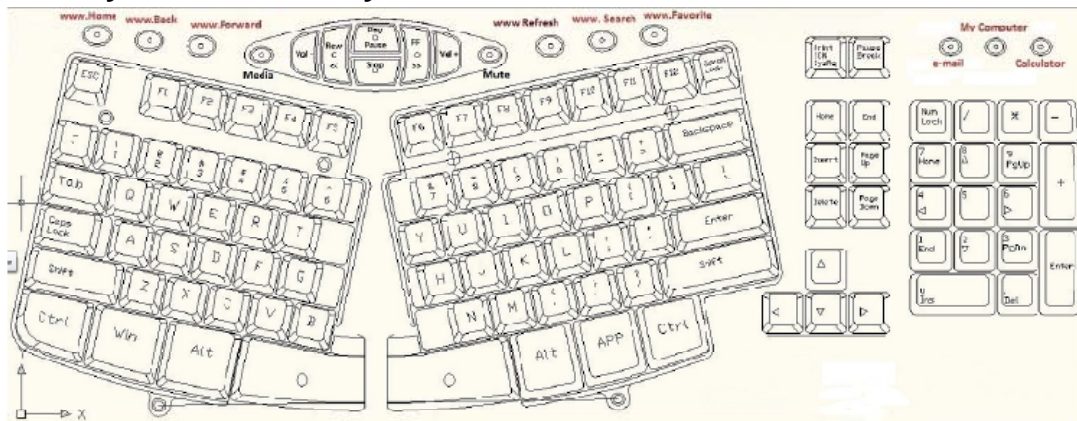 www.Home www.Back www.Forward www Refresh www. Search www.Favorite
My Computer
e-mail Calculator
Media Mute
Vol - Rew << Play Pause Stop FF >> Vol +
ESC F1 F2 F3 F4 F5
F6 F7 F8 F9 F10 F11 F12 Scroll Lock
Pause Break
Backspace
Tab Q W E R T
Y U I O P
Caps Lock A S D F G
H J K L Enter
Shift Z X C V B
N M Shift
Ctrl Win Alt
Alt APP Ctrl
Home End
Insert Page Up
Delete Page Down
Num Lock / * -
7 Home 8 9 PgUp +
4 5 6
1 End 2 3 PgDn Enter
Ins Del
X